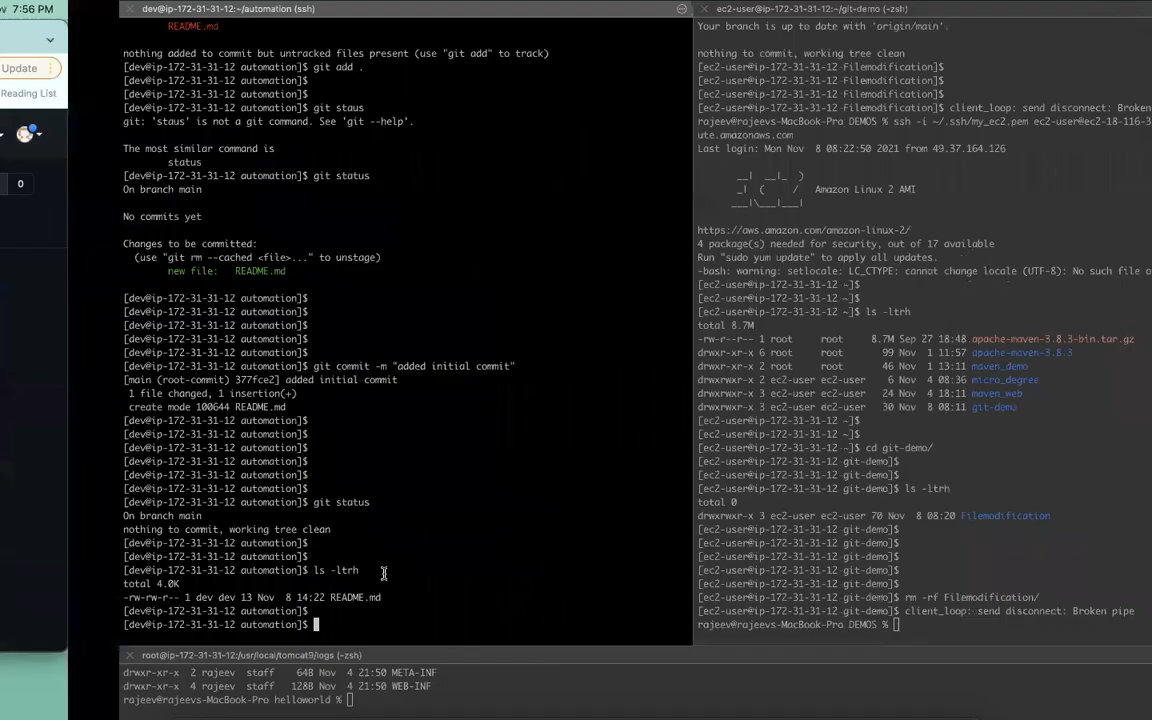 7:56 PM
Update
Reading List
0
dev@ip-172-31-31-12:~/automation (ssh)
README.md
nothing added to commit but untracked files present (use "git add" to track)
[dev@ip-172-31-31-12 automation]$ git add .
[dev@ip-172-31-31-12 automation]$
[dev@ip-172-31-31-12 automation]$
[dev@ip-172-31-31-12 automation]$ git staus
git: 'staus' is not a git command. See 'git --help'.
The most similar command is
status
[dev@ip-172-31-31-12 automation]$ git status
On branch main
No commits yet
Changes to be committed:
(use "git rm --cached <file>..." to unstage)
new file:   README.md
[dev@ip-172-31-31-12 automation]$
[dev@ip-172-31-31-12 automation]$
[dev@ip-172-31-31-12 automation]$
[dev@ip-172-31-31-12 automation]$
[dev@ip-172-31-31-12 automation]$
[dev@ip-172-31-31-12 automation]$ git commit -m "added initial commit"
[main (root-commit) 377fce2] added initial commit
1 file changed, 1 insertion(+)
create mode 100644 README.md
[dev@ip-172-31-31-12 automation]$
[dev@ip-172-31-31-12 automation]$
[dev@ip-172-31-31-12 automation]$
[dev@ip-172-31-31-12 automation]$
[dev@ip-172-31-31-12 automation]$
[dev@ip-172-31-31-12 automation]$
[dev@ip-172-31-31-12 automation]$ git status
On branch main
nothing to commit, working tree clean
[dev@ip-172-31-31-12 automation]$
[dev@ip-172-31-31-12 automation]$
[dev@ip-172-31-31-12 automation]$ ls -ltrh
total 4.0K
-rw-rw-r-- 1 dev dev 13 Nov  8 14:22 README.md
[dev@ip-172-31-31-12 automation]$
[dev@ip-172-31-31-12 automation]$
ec2-user@ip-172-31-31-12:~/git-demo (-zsh)
Your branch is up to date with 'origin/main'.
nothing to commit, working tree clean
[ec2-user@ip-172-31-31-12 Filemodification]$
[ec2-user@ip-172-31-31-12 Filemodification]$
[ec2-user@ip-172-31-31-12 Filemodification]$
[ec2-user@ip-172-31-31-12 Filemodification]$ client_loop: send disconnect: Broken
rajeev@rajeevs-MacBook-Pro DEMOS % ssh -i ~/.ssh/my_ec2.pem ec2-user@ec2-18-116-3
ute.amazonaws.com
Last login: Mon Nov  8 08:22:50 2021 from 49.37.164.126
__|  __|_  )
_|  (     /   Amazon Linux 2 AMI
___|\___|___|
https://aws.amazon.com/amazon-linux-2/
4 package(s) needed for security, out of 17 available
Run "sudo yum update" to apply all updates.
-bash: warning: setlocale: LC_CTYPE: cannot change locale (UTF-8): No such file o
[ec2-user@ip-172-31-31-12 ~]$
[ec2-user@ip-172-31-31-12 ~]$
[ec2-user@ip-172-31-31-12 ~]$ ls -ltrh
total 8.7M
-rw-r--r-- 1 root     root     8.7M Sep 27 18:48 apache-maven-3.8.3-bin.tar.gz
drwxr-xr-x 6 root     root       99 Nov  1 11:57 apache-maven-3.8.3
drwxr-xr-x 2 root     root       46 Nov  1 13:11 maven_demo
drwxrwxr-x 2 ec2-user ec2-user    6 Nov  4 08:36 micro_degree
drwxrwxr-x 3 ec2-user ec2-user   24 Nov  4 18:11 maven_web
drwxrwxr-x 3 ec2-user ec2-user   30 Nov  8 08:11 git-demo
[ec2-user@ip-172-31-31-12 ~]$
[ec2-user@ip-172-31-31-12 ~]$
[ec2-user@ip-172-31-31-12 ~]$ cd git-demo/
[ec2-user@ip-172-31-31-12 git-demo]$
[ec2-user@ip-172-31-31-12 git-demo]$
[ec2-user@ip-172-31-31-12 git-demo]$ ls -ltrh
total 0
drwxrwxr-x 3 ec2-user ec2-user 70 Nov  8 08:20 Filemodification
[ec2-user@ip-172-31-31-12 git-demo]$
[ec2-user@ip-172-31-31-12 git-demo]$
[ec2-user@ip-172-31-31-12 git-demo]$
[ec2-user@ip-172-31-31-12 git-demo]$
[ec2-user@ip-172-31-31-12 git-demo]$
[ec2-user@ip-172-31-31-12 git-demo]$ rm -rf Filemodification/
[ec2-user@ip-172-31-31-12 git-demo]$ client_loop: send disconnect: Broken pipe
rajeev@rajeevs-MacBook-Pro DEMOS %
root@ip-172-31-31-12:/usr/local/tomcat9/logs (-zsh)
drwxr-xr-x  2 rajeev  staff    64B Nov  4 21:50 META-INF
drwxr-xr-x  4 rajeev  staff   128B Nov  4 21:50 WEB-INF
rajeev@rajeevs-MacBook-Pro helloworld %